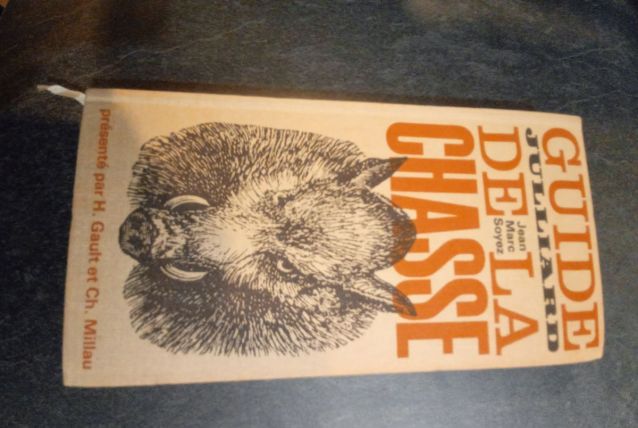 GUIDE
JULLIARD
DE LA
Jean
Marc
Soyez
CHASSE
présenté par H. Gault et Ch. Millau